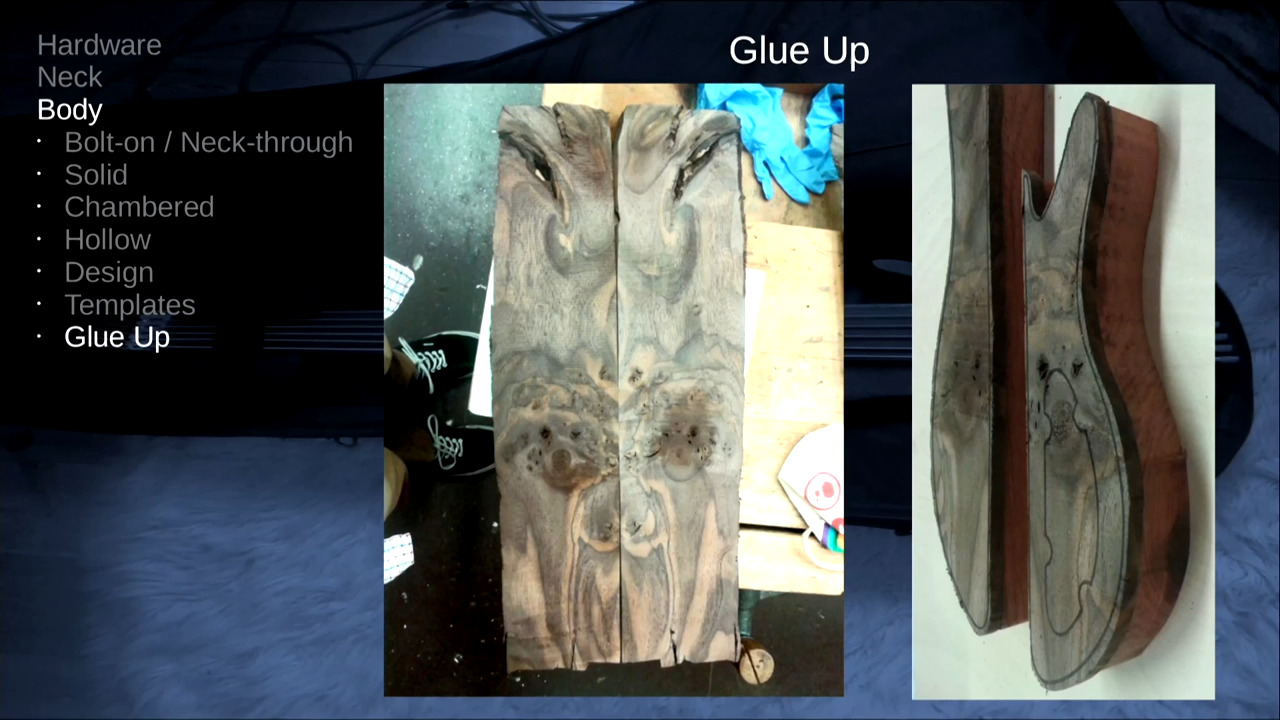 Hardware
Neck
Body
· Bolt-on / Neck-through
· Solid
· Chambered
· Hollow
· Design
· Templates
· Glue Up
Glue Up